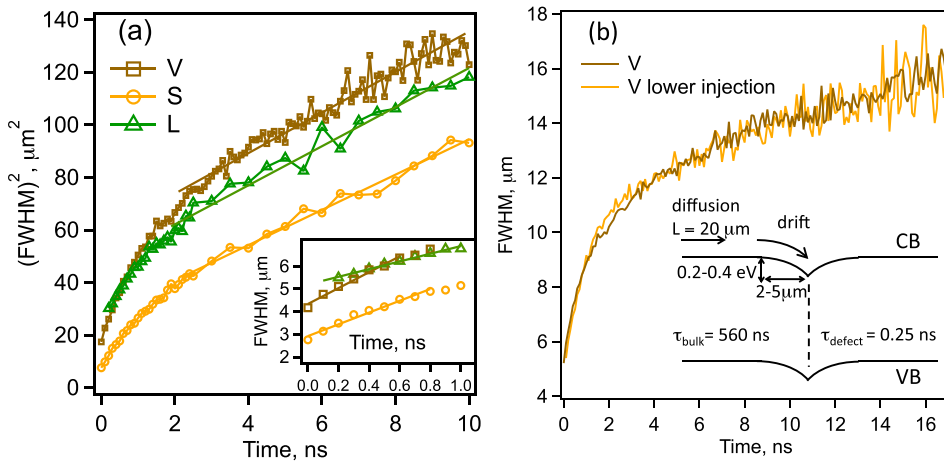 (a)
V
S
L
(FWHM)², μm²
140
120
100
80
60
40
20
0
0
2
4
6
8
10
Time, ns
FWHM, μm
6
5
4
3
2
Time, ns
0.0
0.2
0.4
0.6
0.8
1.0
(b)
V
V lower injection
FWHM, μm
18
16
14
12
10
8
6
4
0
2
4
6
8
10
12
14
16
Time, ns
diffusion
L = 20 μm
drift
CB
0.2-0.4 eV
2-5μm
τbulk = 560 ns
τdefect = 0.25 ns
VB